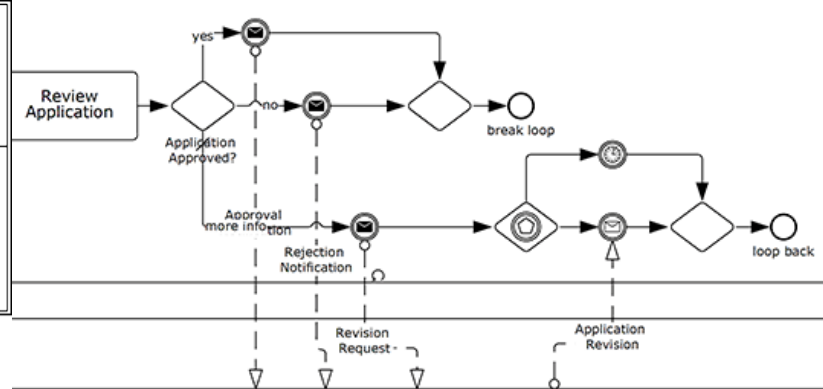 yes
Review
Application
no
break loop
Application
Approved?
Approval
more info
tion
loop back
Rejection
Notification
Revision
Request
Application
Revision